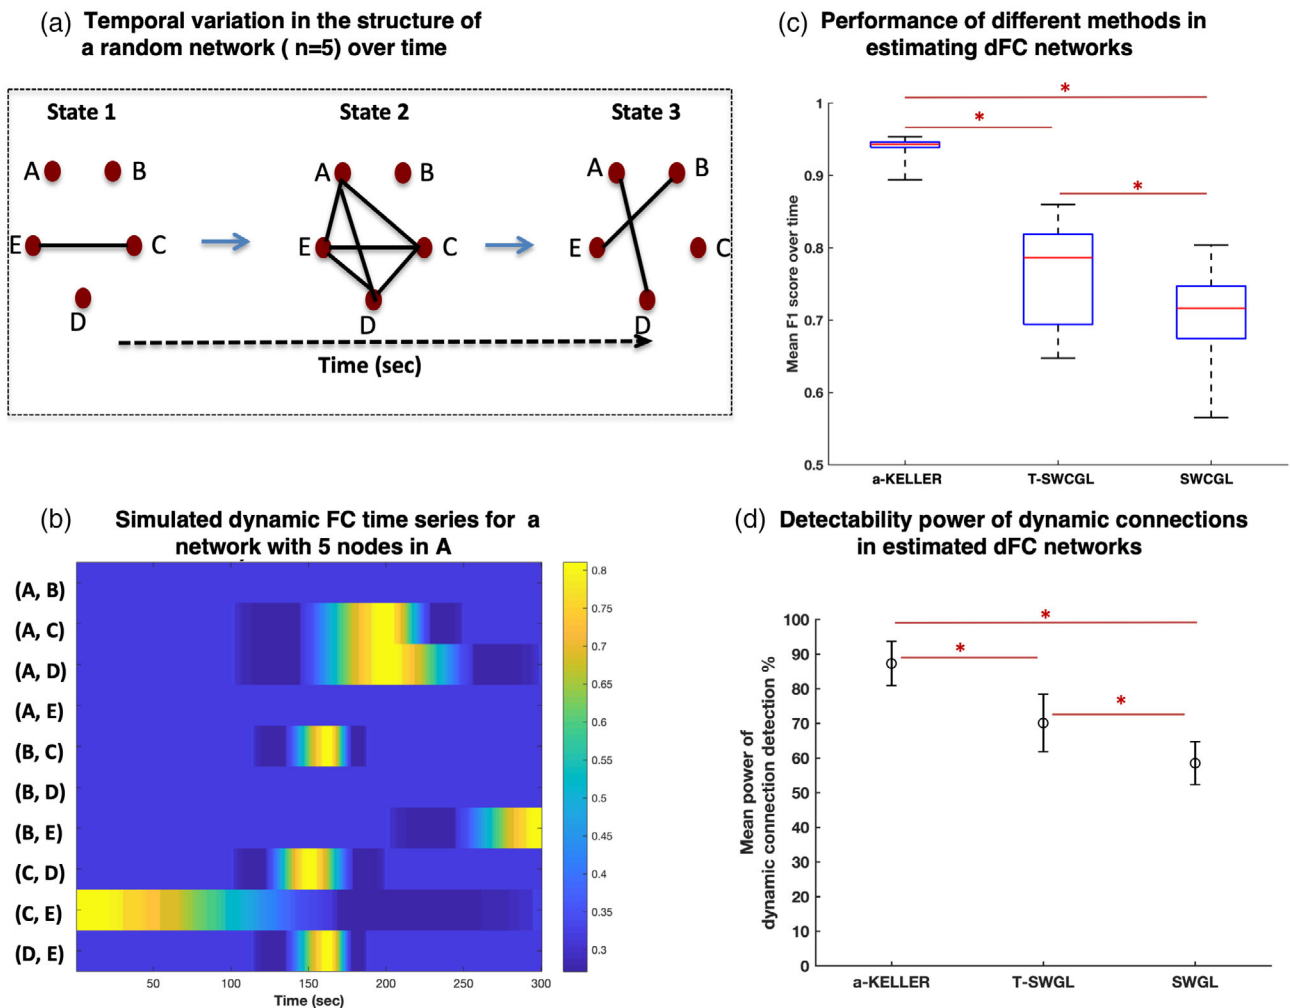 (a) Temporal variation in the structure of
a random network ( n=5) over time
State 1
State 2
State 3
A
B
E
C
D
A
B
E
C
D
A
B
E
C
D
Time (sec)
(b) Simulated dynamic FC time series for a
network with 5 nodes in A
(A, B)
(A, C)
(A, D)
(A, E)
(B, C)
(B, D)
(B, E)
(C, D)
(C, E)
(D, E)
50 100 150 200 250 300
Time (sec)
0.8
0.75
0.7
0.65
0.6
0.55
0.5
0.45
0.4
0.35
0.3
(c) Performance of different methods in
estimating dFC networks
Mean F1 score over time
1
0.9
0.8
0.7
0.6
0.5
*
*
*
a-KELLER T-SWCGL SWCGL
(d) Detectability power of dynamic connections
in estimated dFC networks
Mean power of
dynamic connection detection %
100
90
80
70
60
50
40
30
20
10
0
*
*
*
a-KELLER T-SWGL SWGL